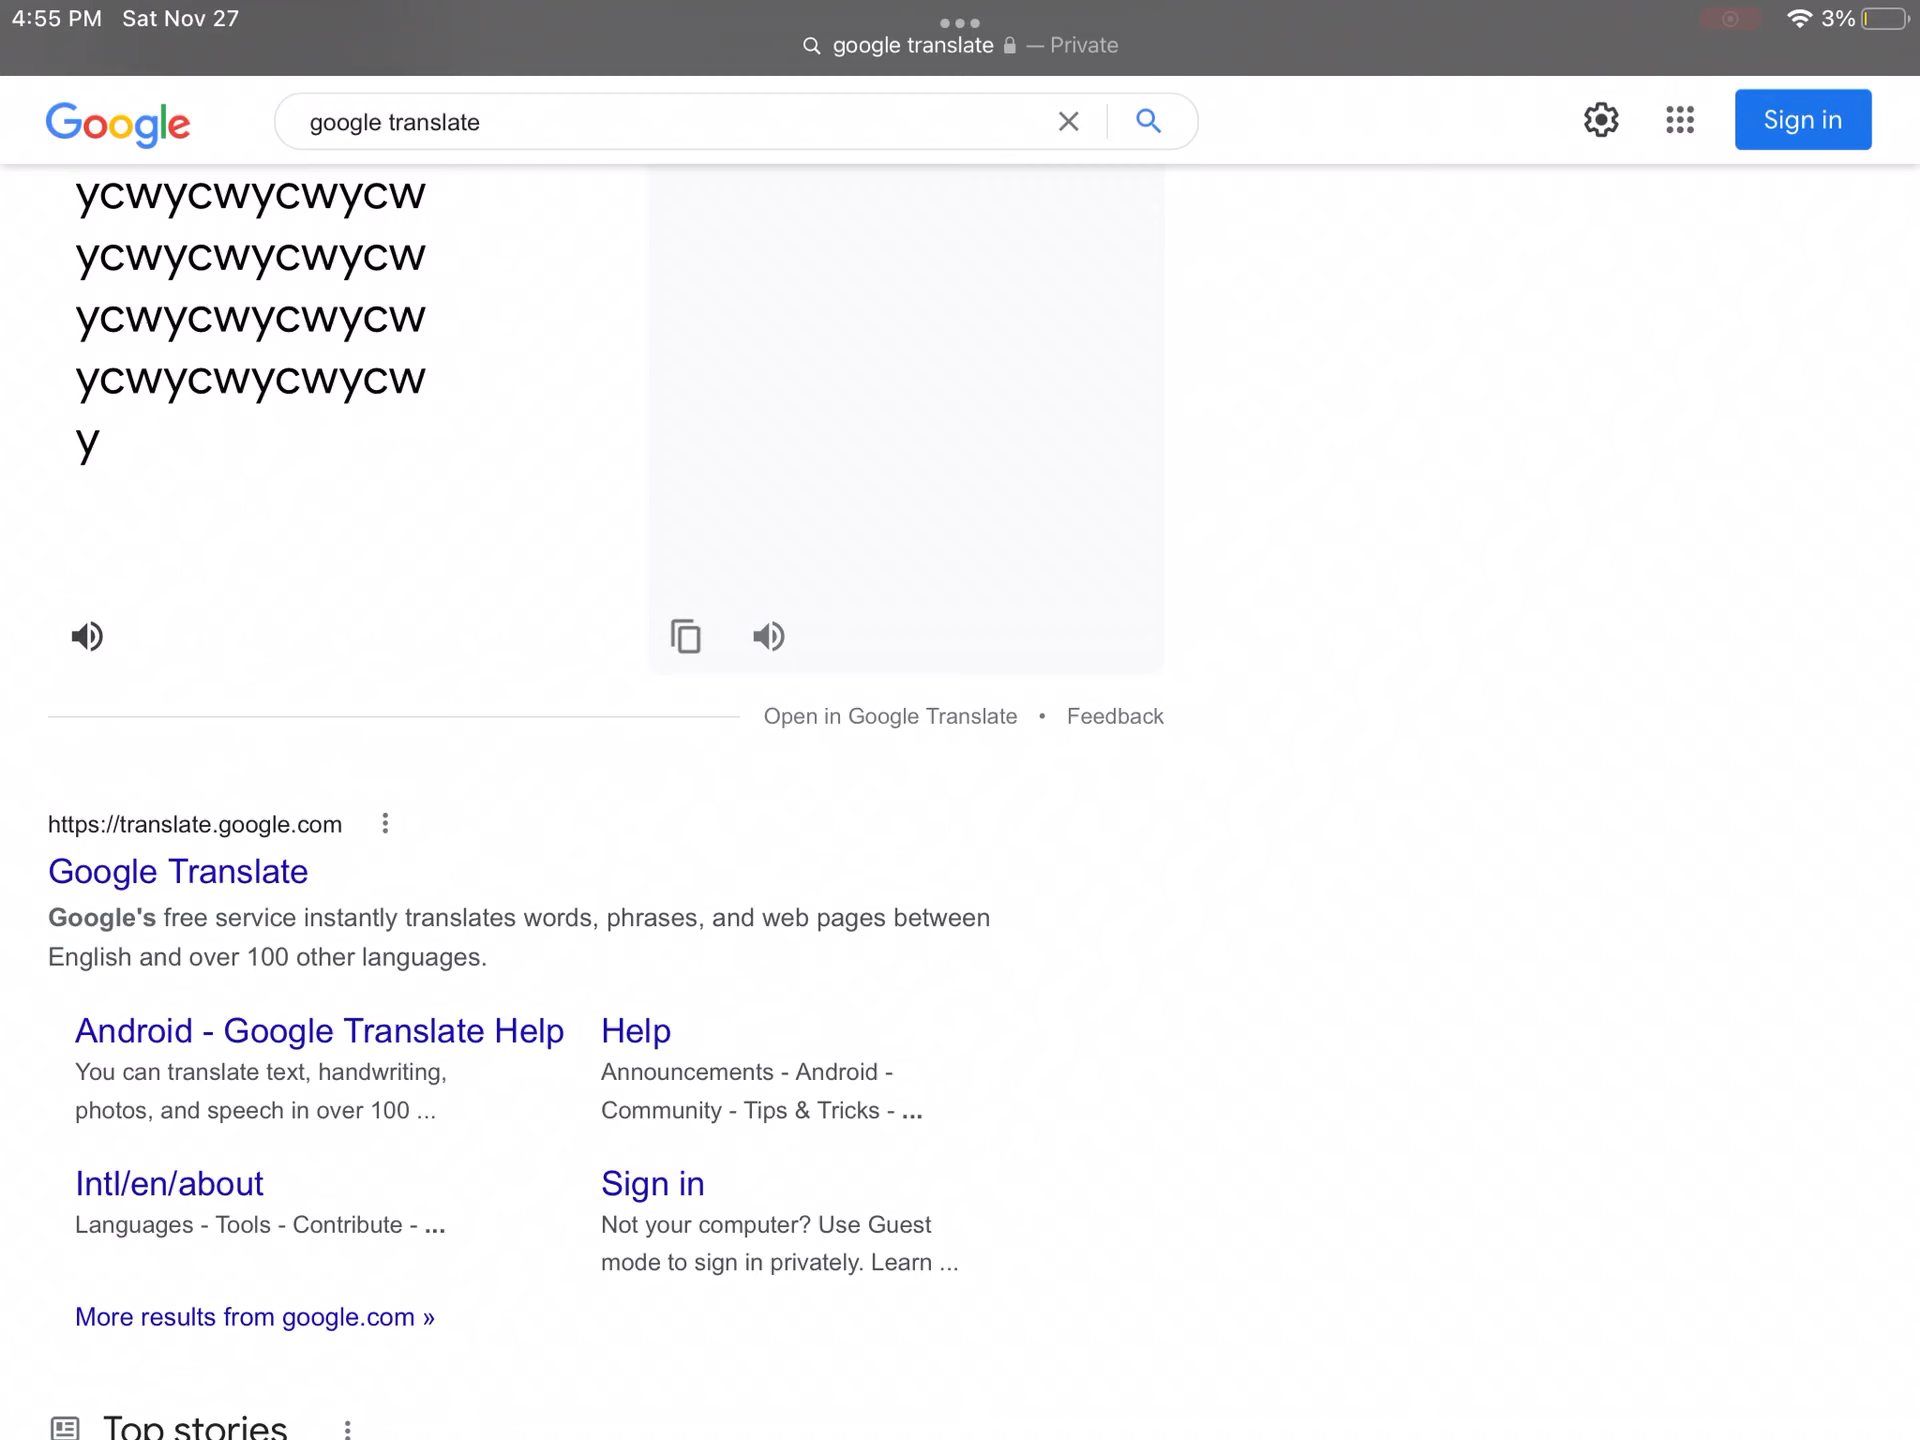 4:55 PM Sat Nov 27
3%
google translate — Private
Google
google translate
Sign in
ycwycwycwycw
ycwycwycwycw
ycwycwycwycw
ycwycwycwycw
y
Open in Google Translate • Feedback
https://translate.google.com
Google Translate
Google's free service instantly translates words, phrases, and web pages between
English and over 100 other languages.
Android - Google Translate Help
You can translate text, handwriting,
photos, and speech in over 100 ...
Help
Announcements - Android -
Community - Tips & Tricks - ...
Intl/en/about
Languages - Tools - Contribute - ...
Sign in
Not your computer? Use Guest
mode to sign in privately. Learn ...
More results from google.com »
Top stories